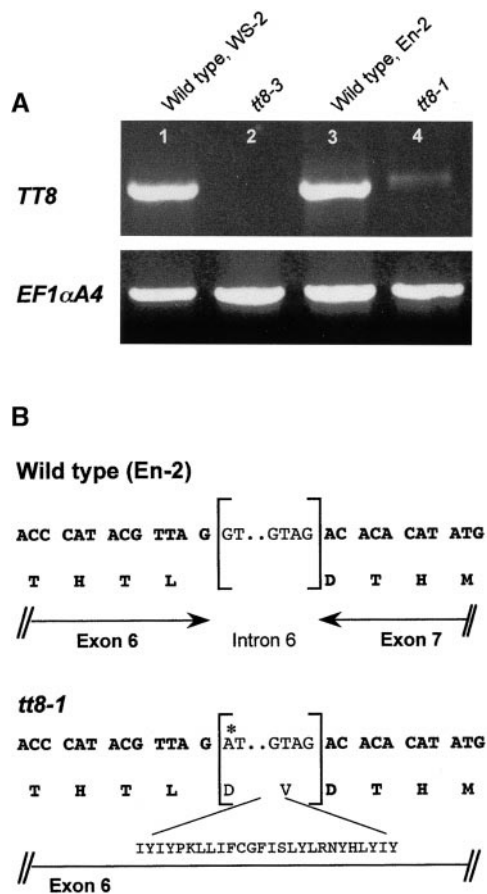 Wild type, WS-2
tt8-3
Wild type, En-2
tt8-1
A
1 2 3 4
TT8
EF1αA4
B
Wild type (En-2)
ACC CAT ACG TTA G GT..GTAG AC ACA CAT ATG
T H T L D T H M
Exon 6 Intron 6 Exon 7
tt8-1
*
ACC CAT ACG TTA G AT..GTAG AC ACA CAT ATG
T H T L D V D T H M
IYIYPKLLIFCGFISLYLRNYHLYIY
Exon 6